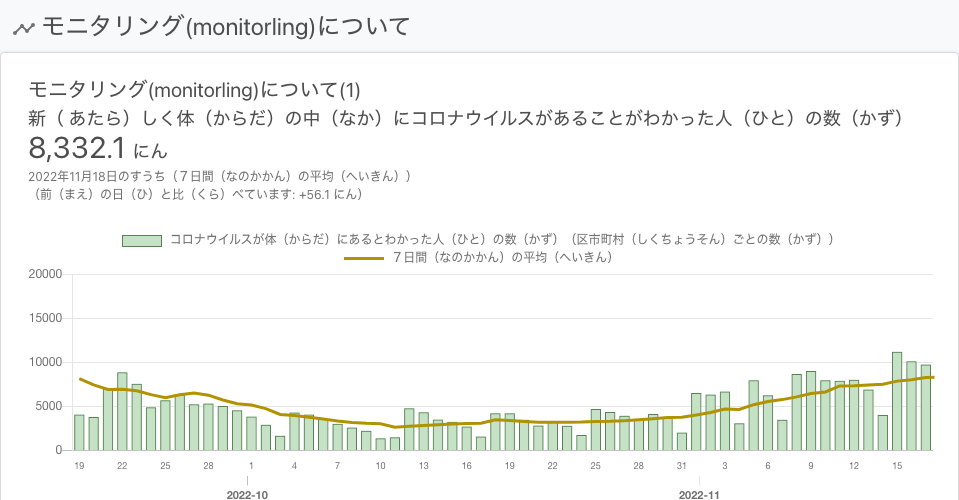 モニタリング(monitorling)について
モニタリング(monitorling)について(1)
新（ あたら）しく体（からだ）の中（なか）にコロナウイルスがあることがわかった人（ひと）の数（かず）
8,332.1 にん
2022年11月18日のすうち（７日間（なのかかん）の平均（へいきん））
（前（まえ）の日（ひ）と比（くら）べています: +56.1 にん）
コロナウイルスが体（からだ）にあるとわかった人（ひと）の数（かず）（区市町村（しくちょうそん）ごとの数（かず））
７日間（なのかかん）の平均（へいきん）
20000
15000
10000
5000
0
19 22 25 28 1 4 7 10 13 16 19 22 25 28 31 3 6 9 12 15
2022-10 2022-11